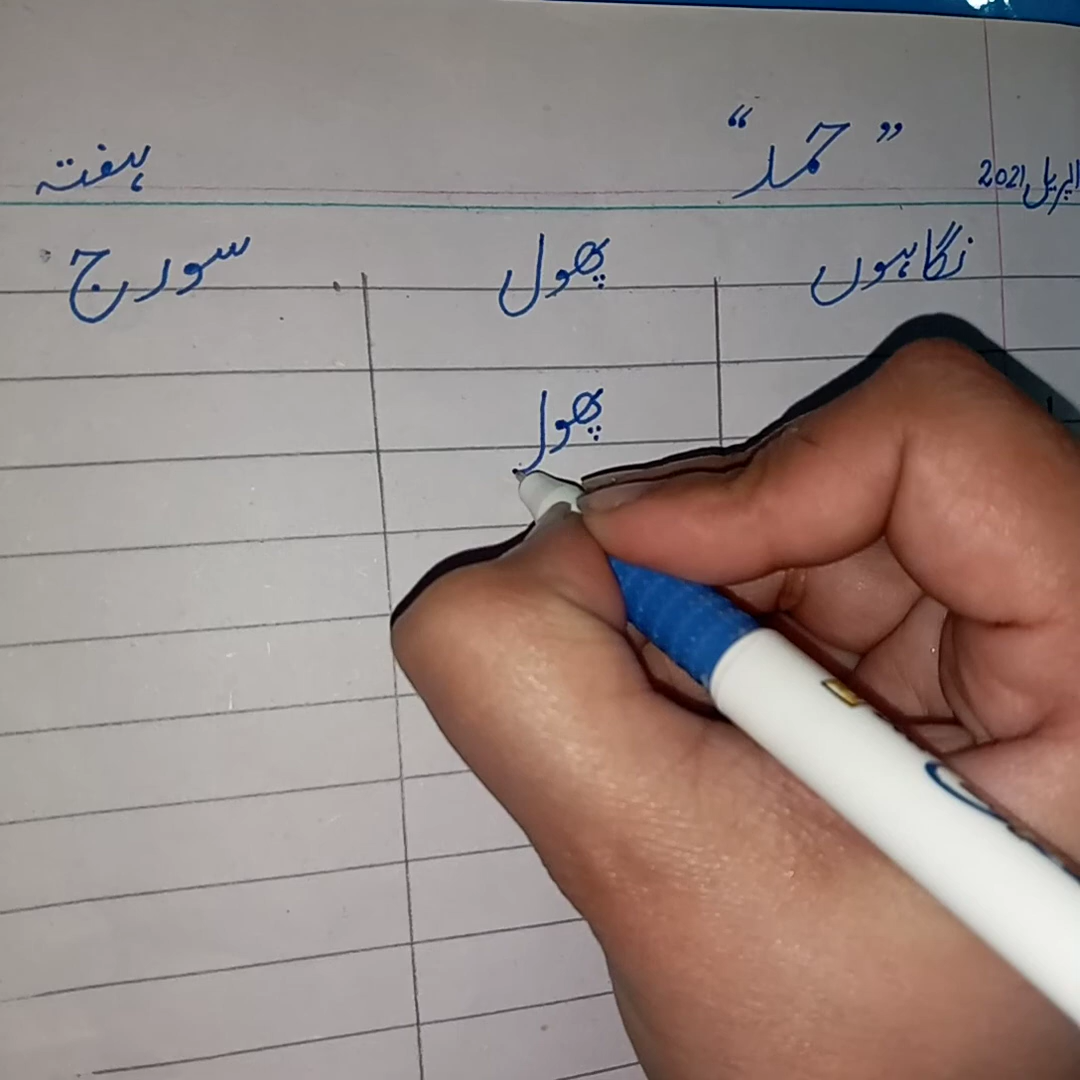 اپریل 2021 ”حمد“ ہفتہ
نگاہوں پھول سورج
پھول